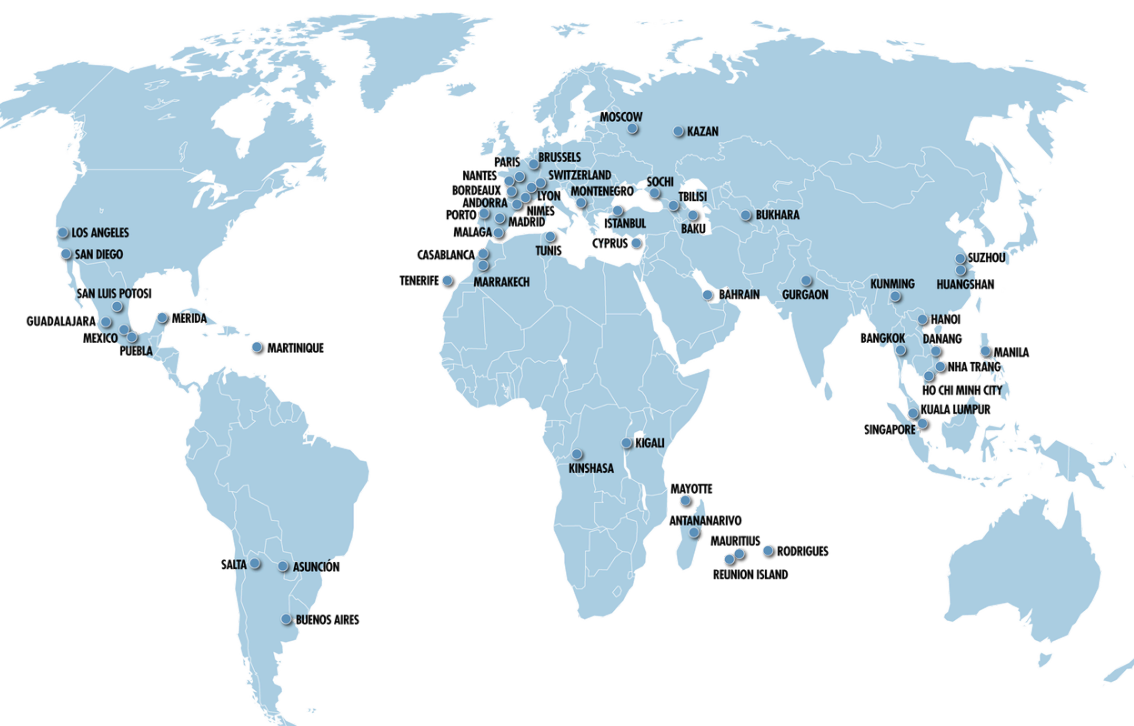 MOSCOW
KAZAN
BRUSSELS
PARIS
NANTES
SWITZERLAND
BORDEAUX
LYON
MONTENEGRO
SOCHI
TBILISI
ANDORRA
NIMES
PORTO
MADRID
ISTANBUL
BAKU
BUKHARA
MALAGA
TUNIS
CYPRUS
LOS ANGELES
SAN DIEGO
CASABLANCA
MARRAKECH
TENERIFE
SUZHOU
HUANGSHAN
KUNMING
GURGAON
BAHRAIN
SAN LUIS POTOSI
GUADALAJARA
MERIDA
MEXICO
PUEBLA
MARTINIQUE
HANOI
BANGKOK
DANANG
MANILA
NHA TRANG
HO CHI MINH CITY
KUALA LUMPUR
SINGAPORE
KIGALI
KINSHASA
MAYOTTE
ANTANANARIVO
MAURITIUS
RODRIGUES
REUNION ISLAND
SALTA
ASUNCIÓN
BUENOS AIRES